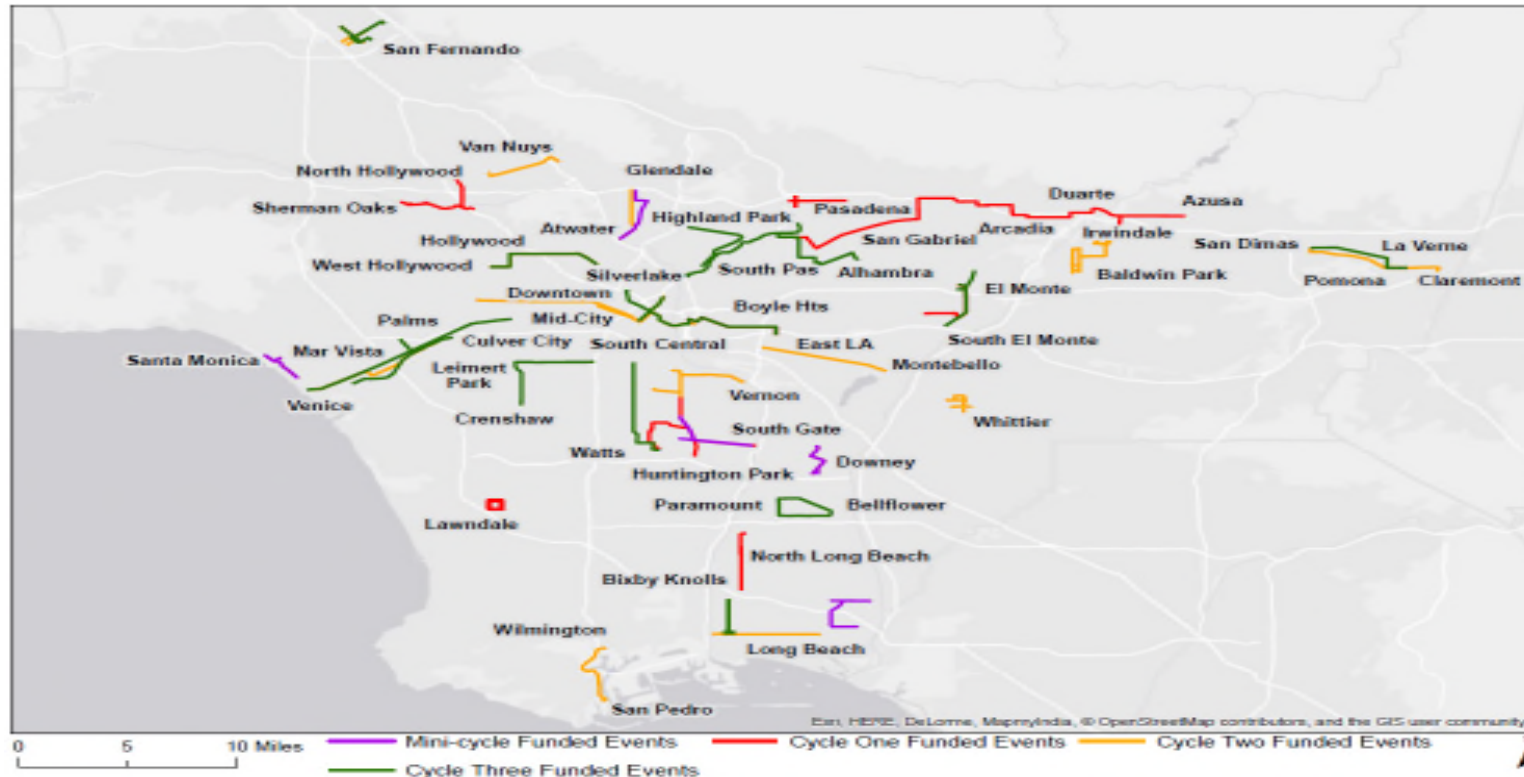 San Fernando
Van Nuys
North Hollywood
Glendale
Sherman Oaks
Pasadena
Duarte
Azusa
Highland Park
Atwater
San Gabriel
Arcadia
Irwindale
Hollywood
San Dimas
La Verne
West Hollywood
Silverlake
South Pas
Alhambra
Baldwin Park
Pomona
Claremont
El Monte
Downtown
Boyle Hts
Mid-City
Palms
Culver City
South Central
East LA
South El Monte
Santa Monica
Mar Vista
Leimert
Park
Montebello
Venice
Vernon
Crenshaw
Whittier
South Gate
Watts
Huntington Park
Downey
Paramount
Bellflower
Lawndale
North Long Beach
Bixby Knolls
Wilmington
Long Beach
San Pedro
Esri, HERE, DeLorme, MapmyIndia, © OpenStreetMap contributors, and the GIS user community
0 5 10 Miles
Mini-cycle Funded Events
Cycle One Funded Events
Cycle Two Funded Events
Cycle Three Funded Events